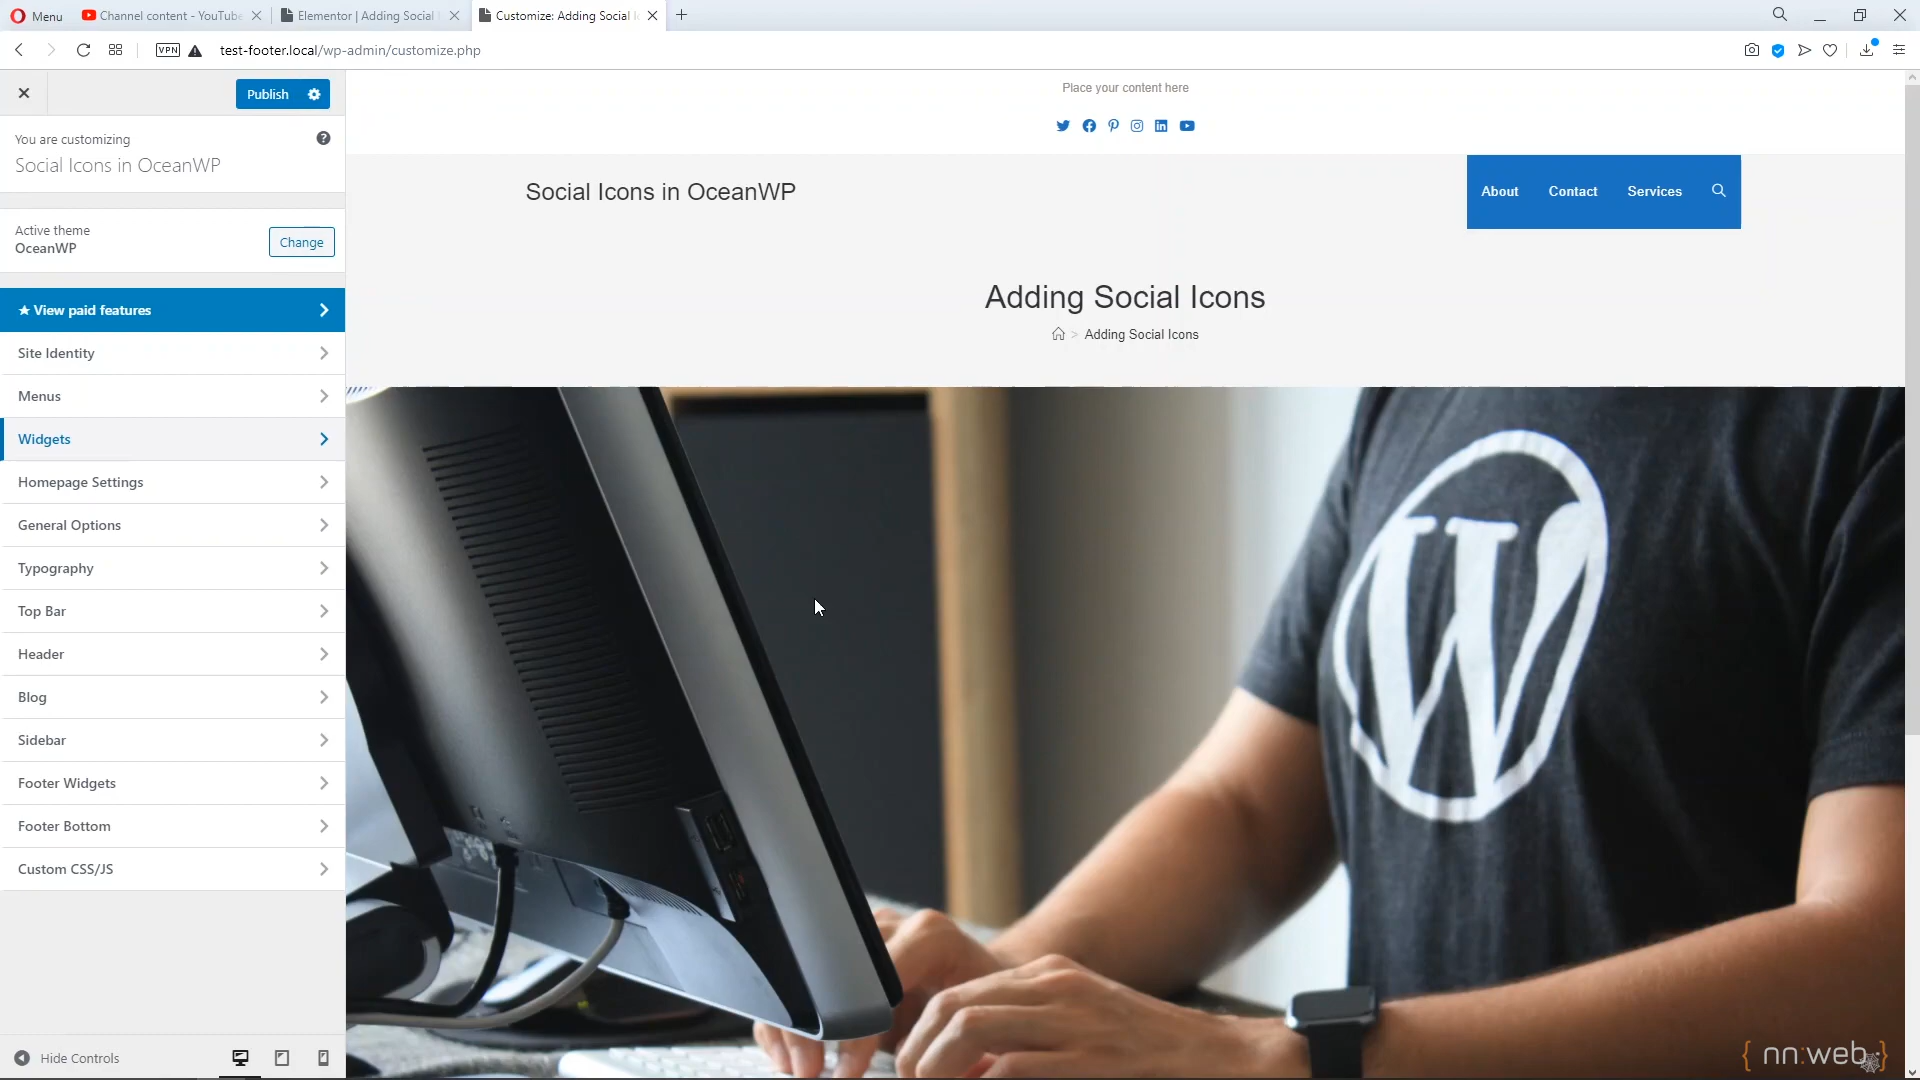 Menu
Channel content - YouTube
Elementor | Adding Social
Customize: Adding Social
VPN
test-footer.local/wp-admin/customize.php
Publish
You are customizing
Social Icons in OceanWP
Active theme
OceanWP
Change
★ View paid features
Site Identity
Menus
Widgets
Homepage Settings
General Options
Typography
Top Bar
Header
Blog
Sidebar
Footer Widgets
Footer Bottom
Custom CSS/JS
Hide Controls
Place your content here
Social Icons in OceanWP
About
Contact
Services
Adding Social Icons
> Adding Social Icons
W
{ nn:web }